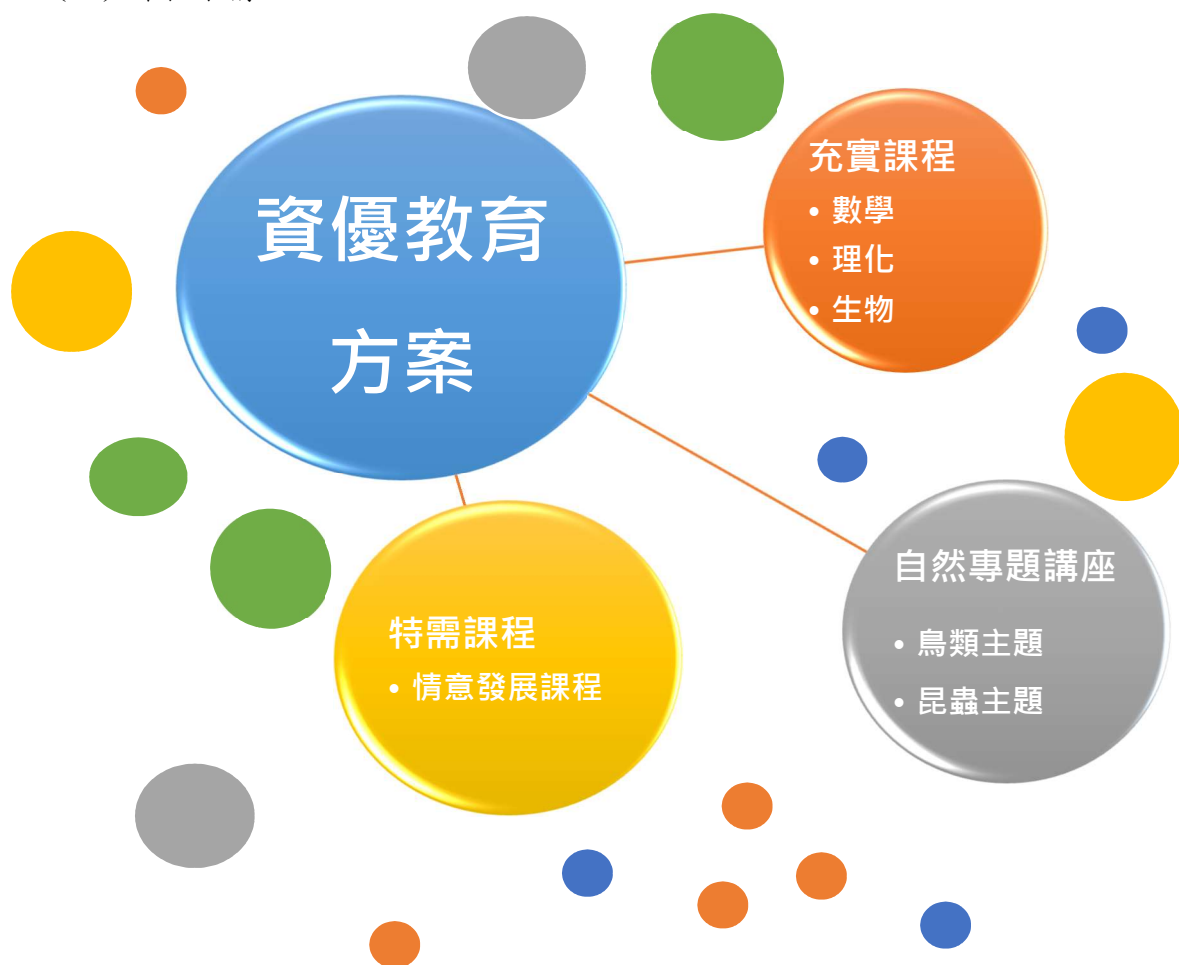 資優教育
方案
充實課程
• 數學
• 理化
• 生物
自然專題講座
• 鳥類主題
• 昆蟲主題
特需課程
• 情意發展課程